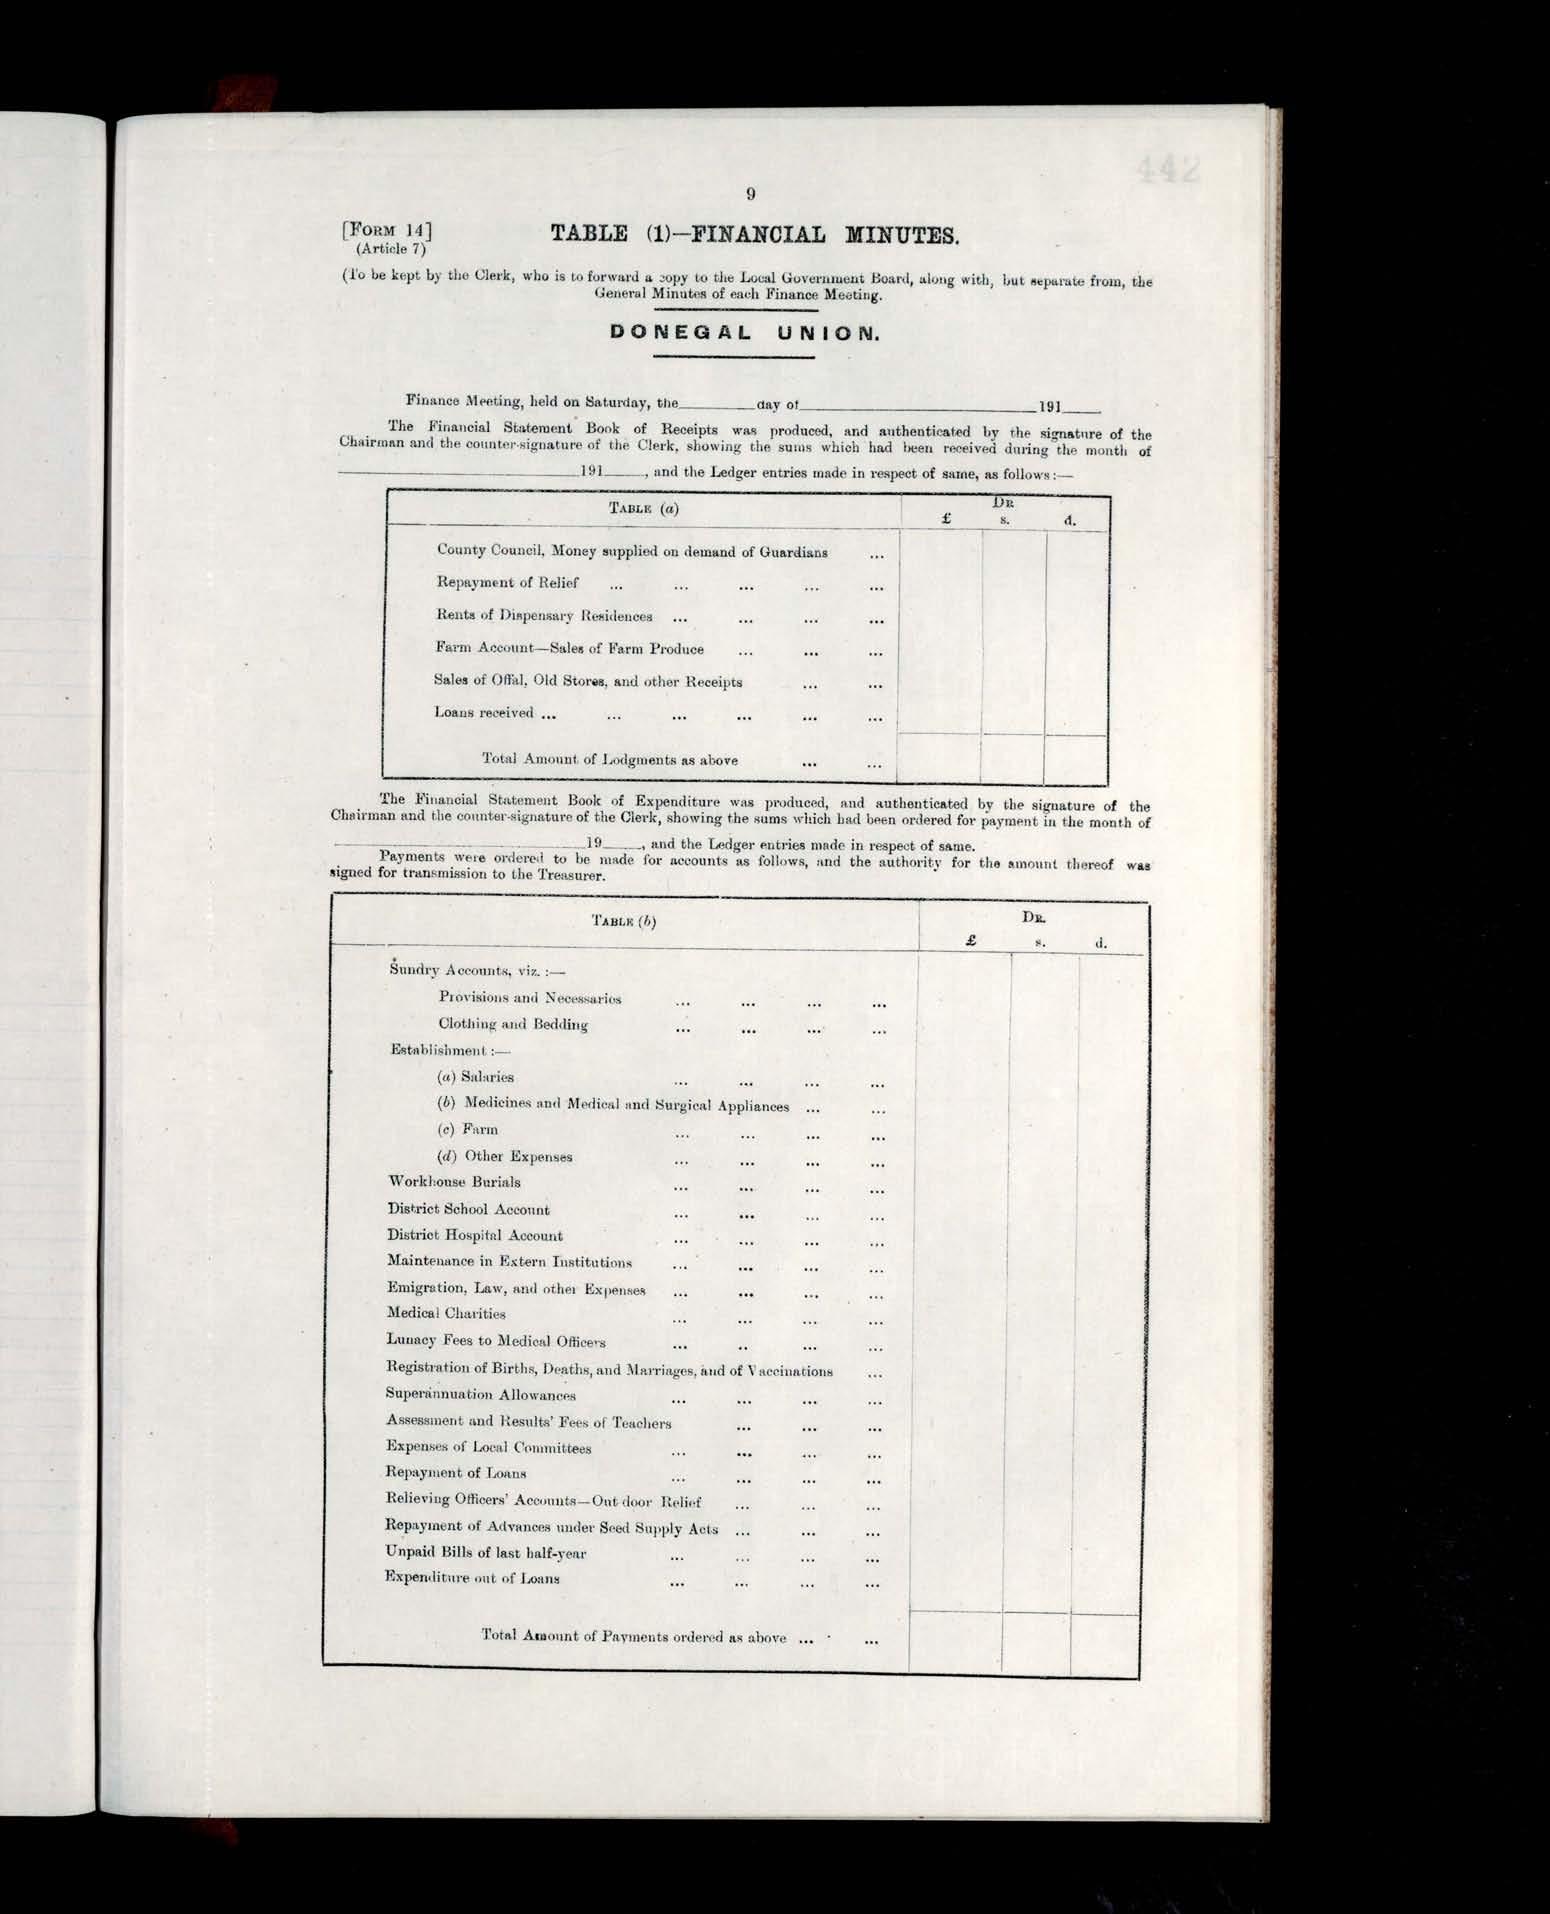 442
9
[FORM 14]
(Article 7)
TABLE (1)—FINANCIAL MINUTES.
(To be kept by the Clerk, who is to forward a copy to the Local Government Board, along with, but separate from, the
General Minutes of each Finance Meeting.
DONEGAL UNION.
Finance Meeting, held on Saturday, the________day of________________________191____
The Financial Statement Book of Receipts was produced, and authenticated by the signature of the
Chairman and the counter-signature of the Clerk, showing the sums which had been received during the month of
________________________191____, and the Ledger entries made in respect of same, as follows:—
TABLE (a)
DR
£ s. d.
County Council, Money supplied on demand of Guardians ...
Repayment of Relief ... ... ... ... ...
Rents of Dispensary Residences ... ... ... ...
Farm Account—Sales of Farm Produce ... ... ...
Sales of Offal, Old Stores, and other Receipts ... ...
Loans received ... ... ... ... ... ...
Total Amount of Lodgments as above ... ...
The Financial Statement Book of Expenditure was produced, and authenticated by the signature of the
Chairman and the counter-signature of the Clerk, showing the sums which had been ordered for payment in the month of
________________________19____, and the Ledger entries made in respect of same.
Payments were ordered to be made for accounts as follows, and the authority for the amount thereof was
signed for transmission to the Treasurer.
TABLE (b)
DR.
£ s. d.
Sundry Accounts, viz. :—
Provisions and Necessaries ... ... ... ...
Clothing and Bedding ... ... ... ...
Establishment :—
(a) Salaries ... ... ... ...
(b) Medicines and Medical and Surgical Appliances ... ...
(c) Farm ... ... ... ...
(d) Other Expenses ... ... ... ...
Workhouse Burials ... ... ... ...
District School Account ... ... ... ...
District Hospital Account ... ... ... ...
Maintenance in Extern Institutions ... ... ... ...
Emigration, Law, and other Expenses ... ... ... ...
Medical Charities ... ... ... ...
Lunacy Fees to Medical Officers ... .. ... ...
Registration of Births, Deaths, and Marriages, and of Vaccinations ...
Superannuation Allowances ... ... ... ...
Assessment and Results' Fees of Teachers ... ... ...
Expenses of Local Committees ... ... ... ...
Repayment of Loans ... ... ... ...
Relieving Officers' Accounts—Out door Relief ... ... ...
Repayment of Advances under Seed Supply Acts ... ... ...
Unpaid Bills of last half-year ... ... ... ...
Expenditure out of Loans ... ... ... ...
Total Amount of Payments ordered as above ... ...